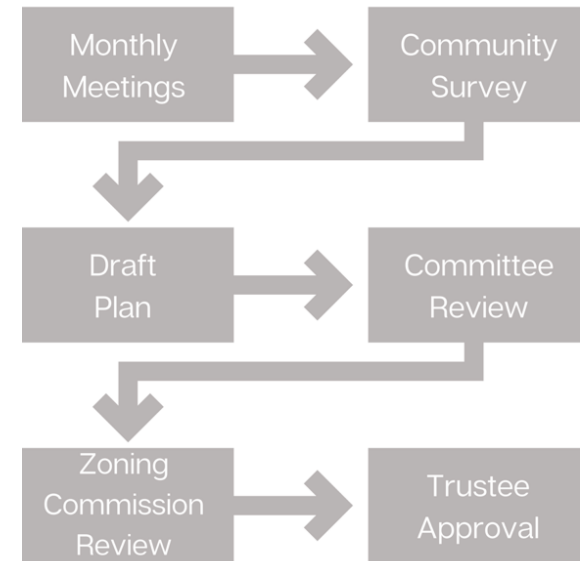 Monthly
Meetings
Community
Survey
Draft
Plan
Committee
Review
Zoning
Commission
Review
Trustee
Approval